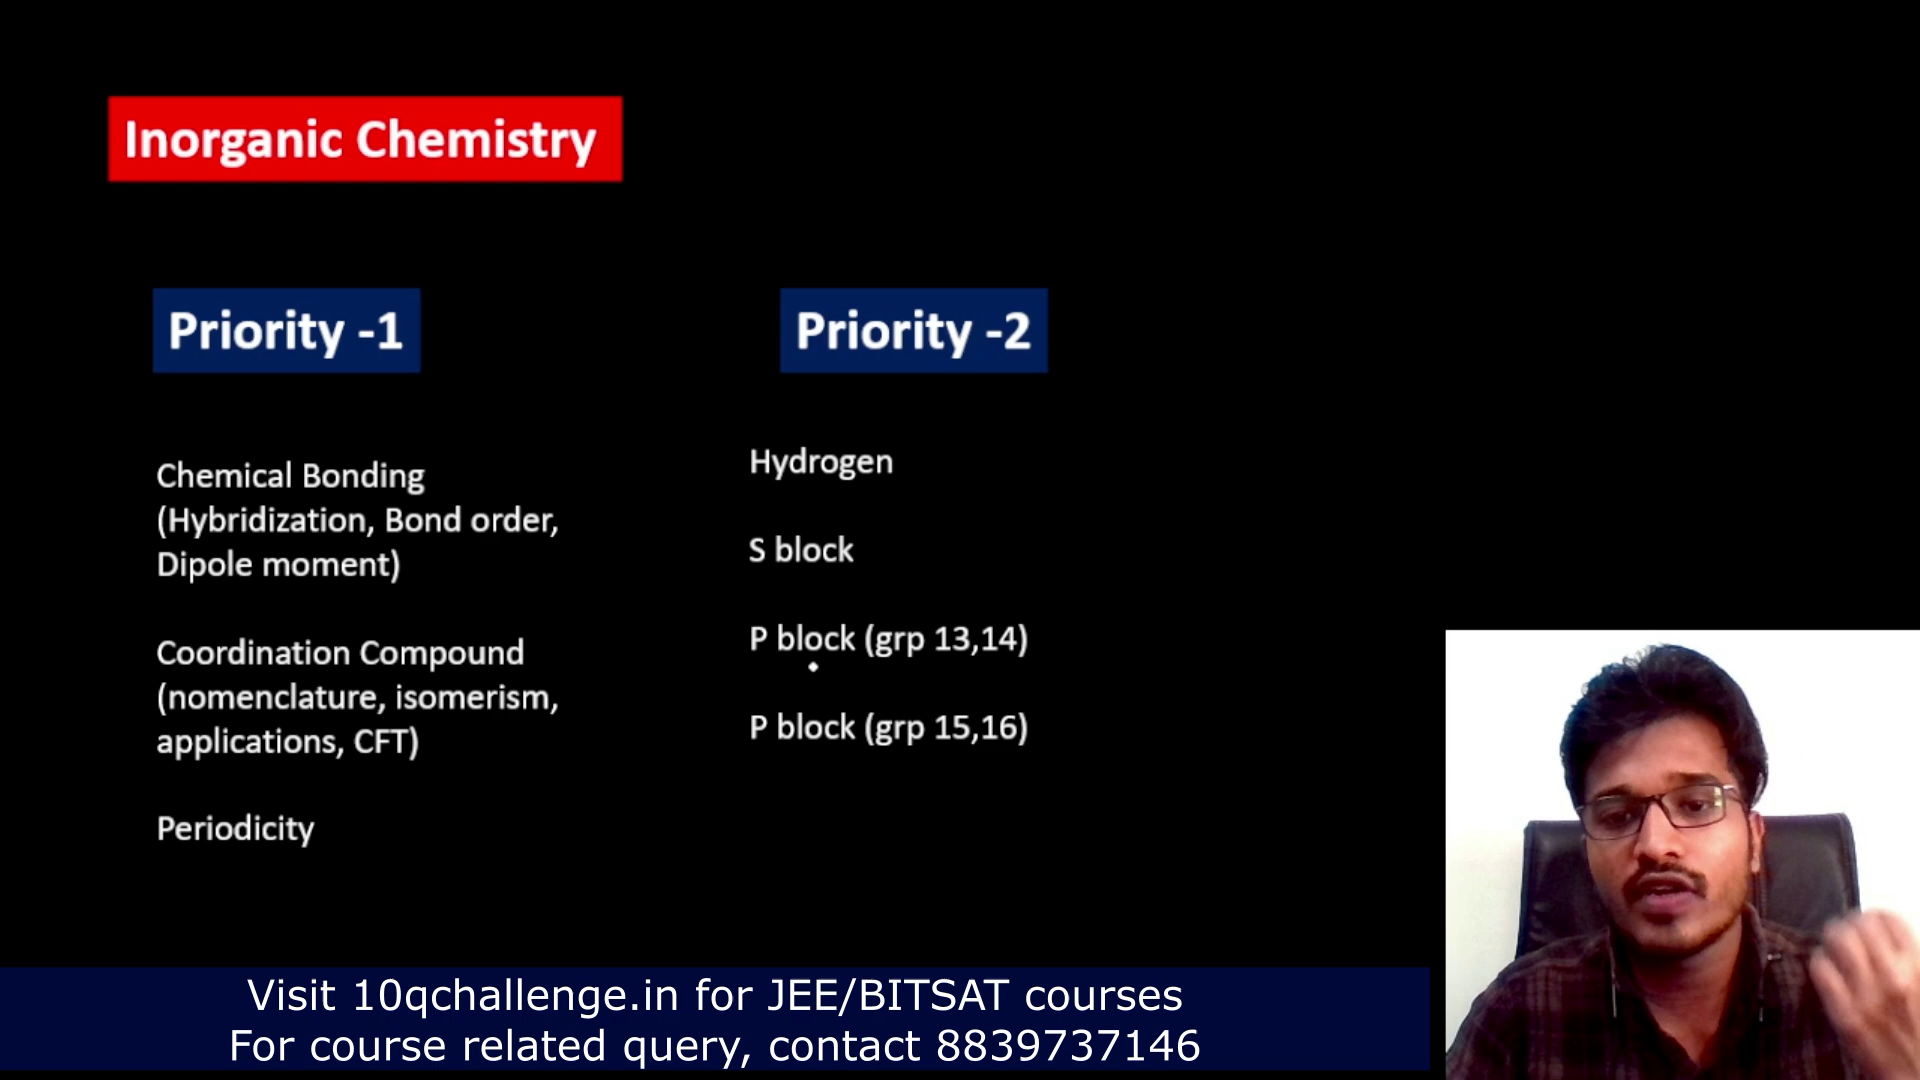 Inorganic Chemistry
Priority -1
Chemical Bonding
(Hybridization, Bond order,
Dipole moment)
Coordination Compound
(nomenclature, isomerism,
applications, CFT)
Periodicity
Priority -2
Hydrogen
S block
P block (grp 13,14)
P block (grp 15,16)
Visit 10qchallenge.in for JEE/BITSAT courses
For course related query, contact 8839737146